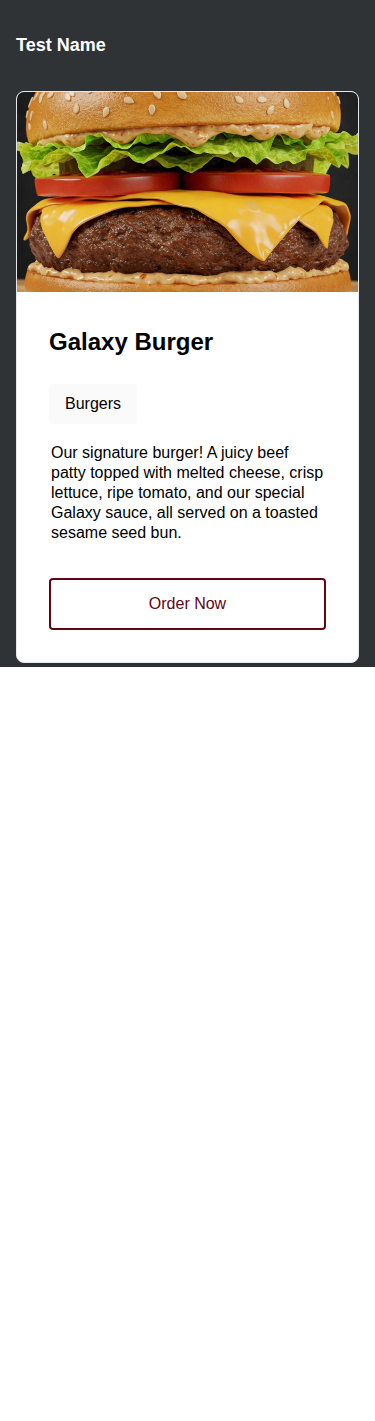 Test Name
Galaxy Burger
Burgers
Our signature burger! A juicy beef
patty topped with melted cheese, crisp
lettuce, ripe tomato, and our special
Galaxy sauce, all served on a toasted
sesame seed bun.
Order Now